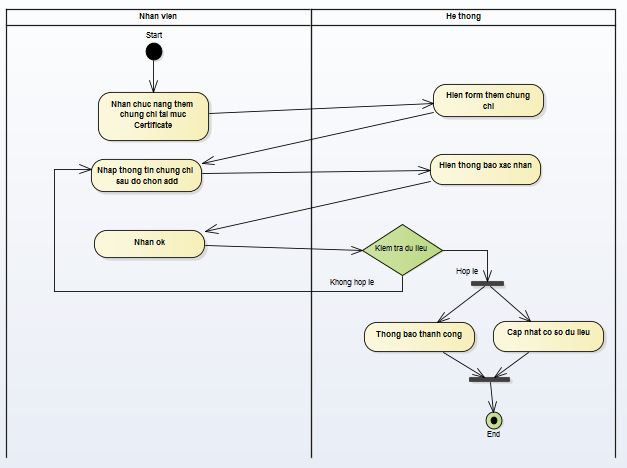 Nhan vien
He thong
Start
Nhan chuc nang them
chung chi tai muc
Certificate
Hien form them chung
chi
Nhap thong tin chung chi
sau do chon add
Hien thong bao xac nhan
Nhan ok
Kiem tra du lieu
Hop le
Khong hop le
Thong bao thanh cong
Cap nhat co so du lieu
End